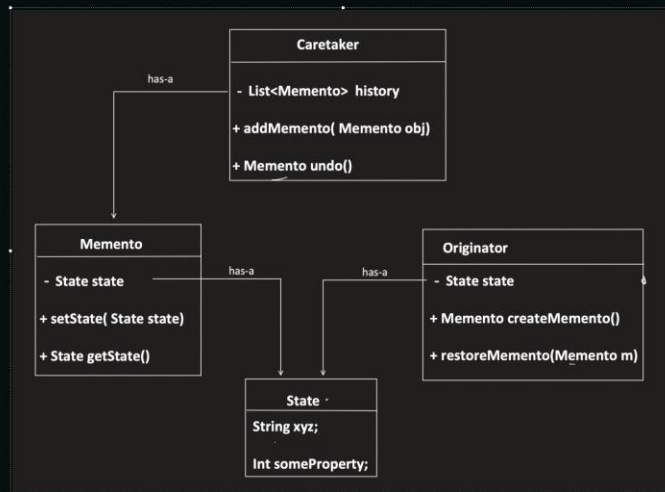 Caretaker
has-a
- List<Memento> history
+ addMemento( Memento obj)
+ Memento undo()
Memento
- State state
+ setState( State state)
+ State getState()
has-a
has-a
Originator
- State state
+ Memento createMemento()
+ restoreMemento(Memento m)
State
String xyz;
Int someProperty;